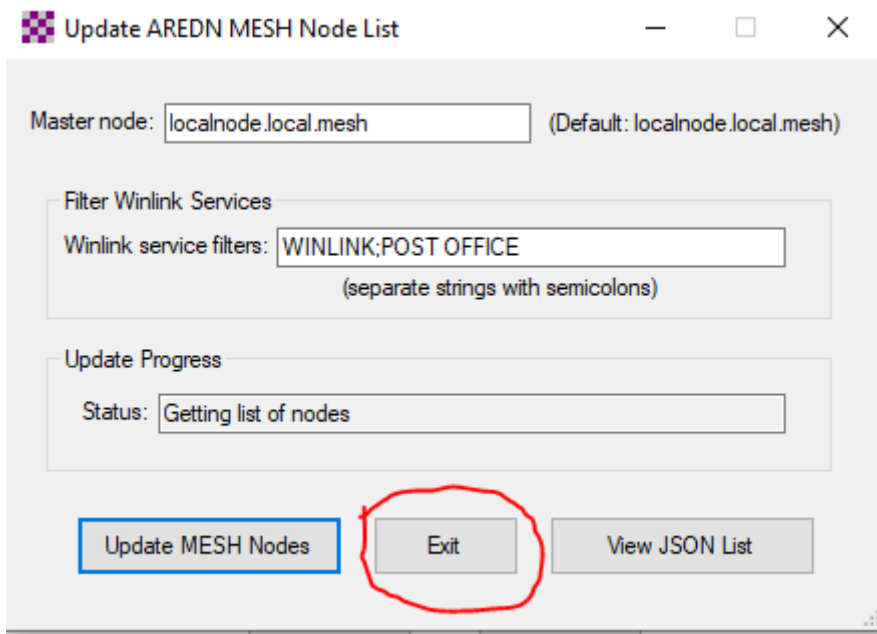 Update AREDN MESH Node List
Master node: localnode.local.mesh (Default: localnode.local.mesh)
Filter Winlink Services
Winlink service filters: WINLINK;POST OFFICE
(separate strings with semicolons)
Update Progress
Status: Getting list of nodes
Update MESH Nodes Exit View JSON List